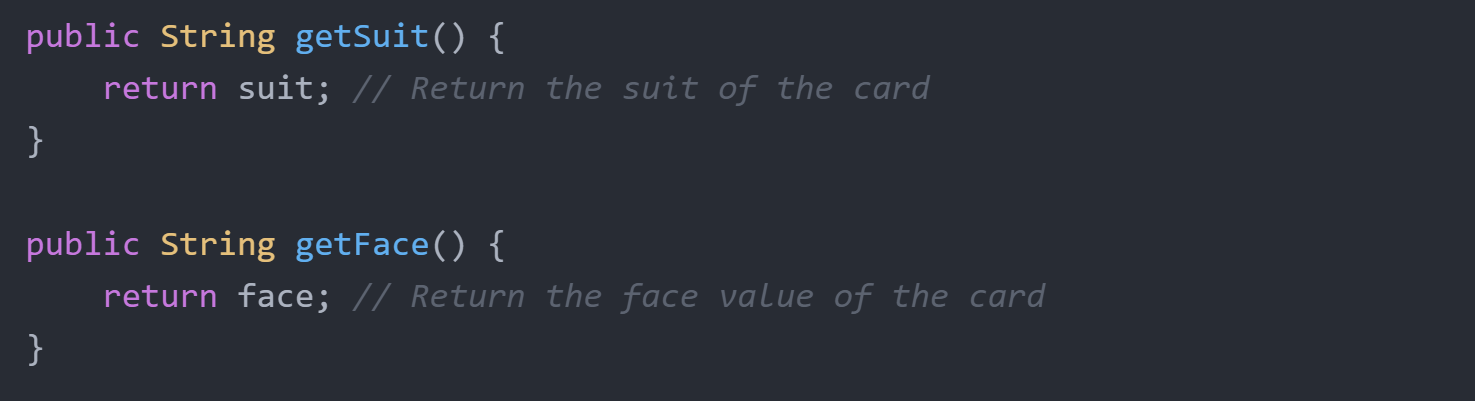 public String getSuit() {
    return suit; // Return the suit of the card
}

public String getFace() {
    return face; // Return the face value of the card
}